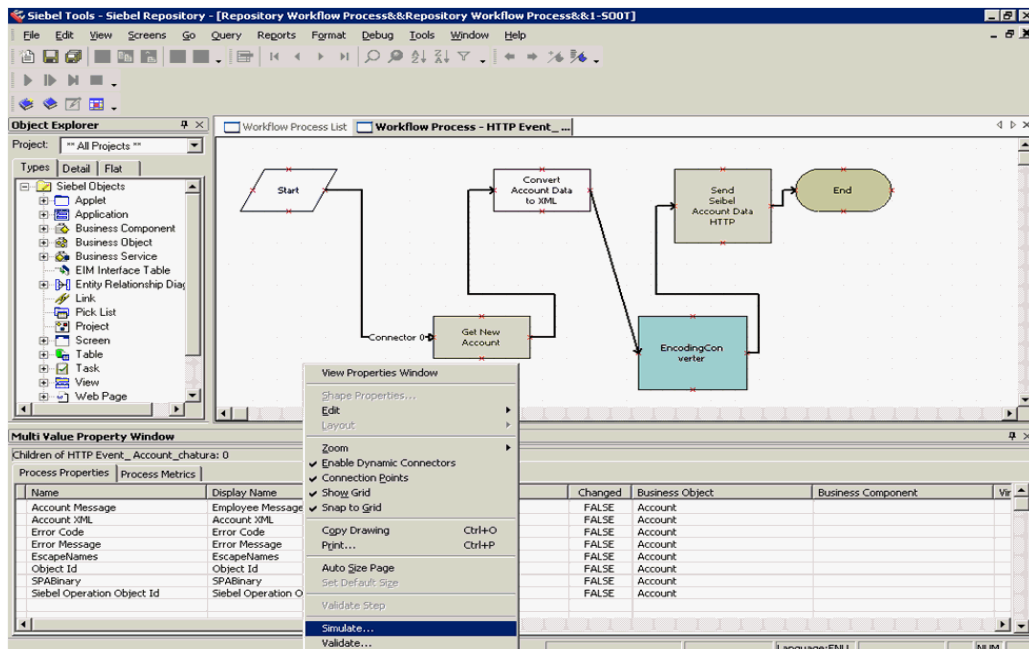 Siebel Tools - Siebel Repository - [Repository Workflow Process&&Repository Workflow Process&&1-5OOT]
File Edit View Screens Go Query Reports Format Debug Tools Window Help
Object Explorer
Project: ** All Projects **
Types Detail Flat
Siebel Objects
Applet
Application
Business Component
Business Object
Business Service
EIM Interface Table
Entity Relationship Diag
Link
Pick List
Project
Screen
Table
Task
View
Web Page
Workflow Process List Workflow Process - HTTP Event_ ...
Start
Convert
Account Data
to XML
Send
Seibel
Account Data
HTTP
End
Connector 0
Get New
Account
EncodingCon
verter
View Properties Window
Shape Properties...
Edit
Layout
Zoom
Enable Dynamic Connectors
Connection Points
Show Grid
Snap to Grid
Copy Drawing Ctrl+O
Print... Ctrl+P
Auto Size Page
Set Default Size
Validate Step
Simulate...
Validate...
Multi Value Property Window
Children of HTTP Event_ Account_chatura: 0
Process Properties Process Metrics
Name Display Name Changed Business Object Business Component Vir
Account Message Employee Message FALSE Account
Account XML Account XML FALSE Account
Error Code Error Code FALSE Account
Error Message Error Message FALSE Account
EscapeNames EscapeNames FALSE Account
Object Id Object Id FALSE Account
SPABinary SPABinary FALSE Account
Siebel Operation Object Id Siebel Operation O FALSE Account
Language:ENU NUM